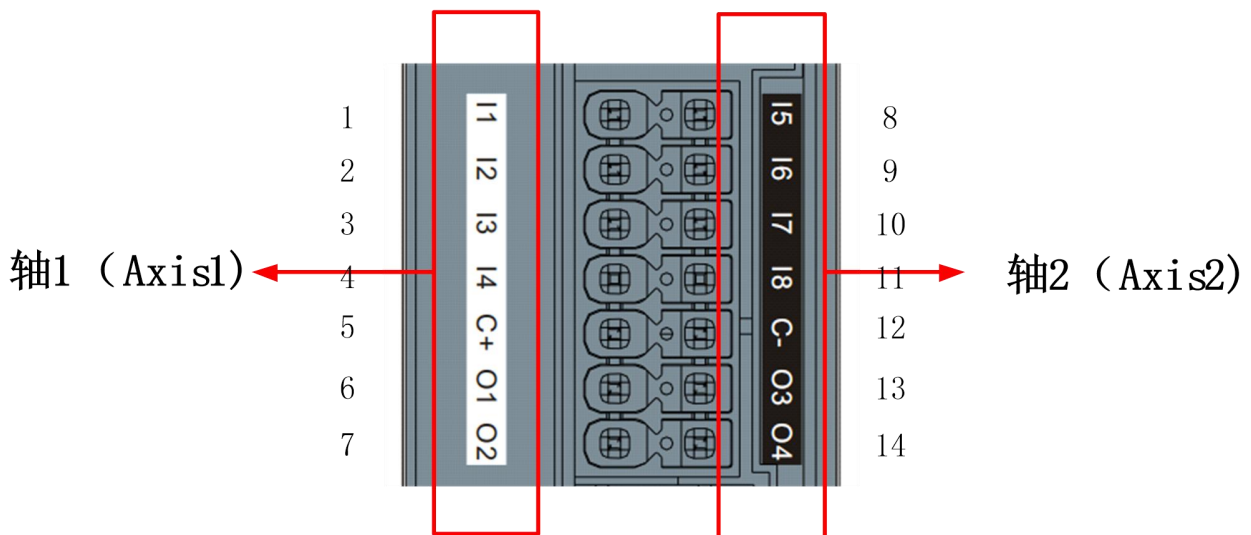 1 I1 I5 8
2 I2 I6 9
3 I3 I7 10
轴1（Axis1) 4 I4 I8 11 轴2（Axis2)
5 C+ C- 12
6 O1 O3 13
7 O2 O4 14